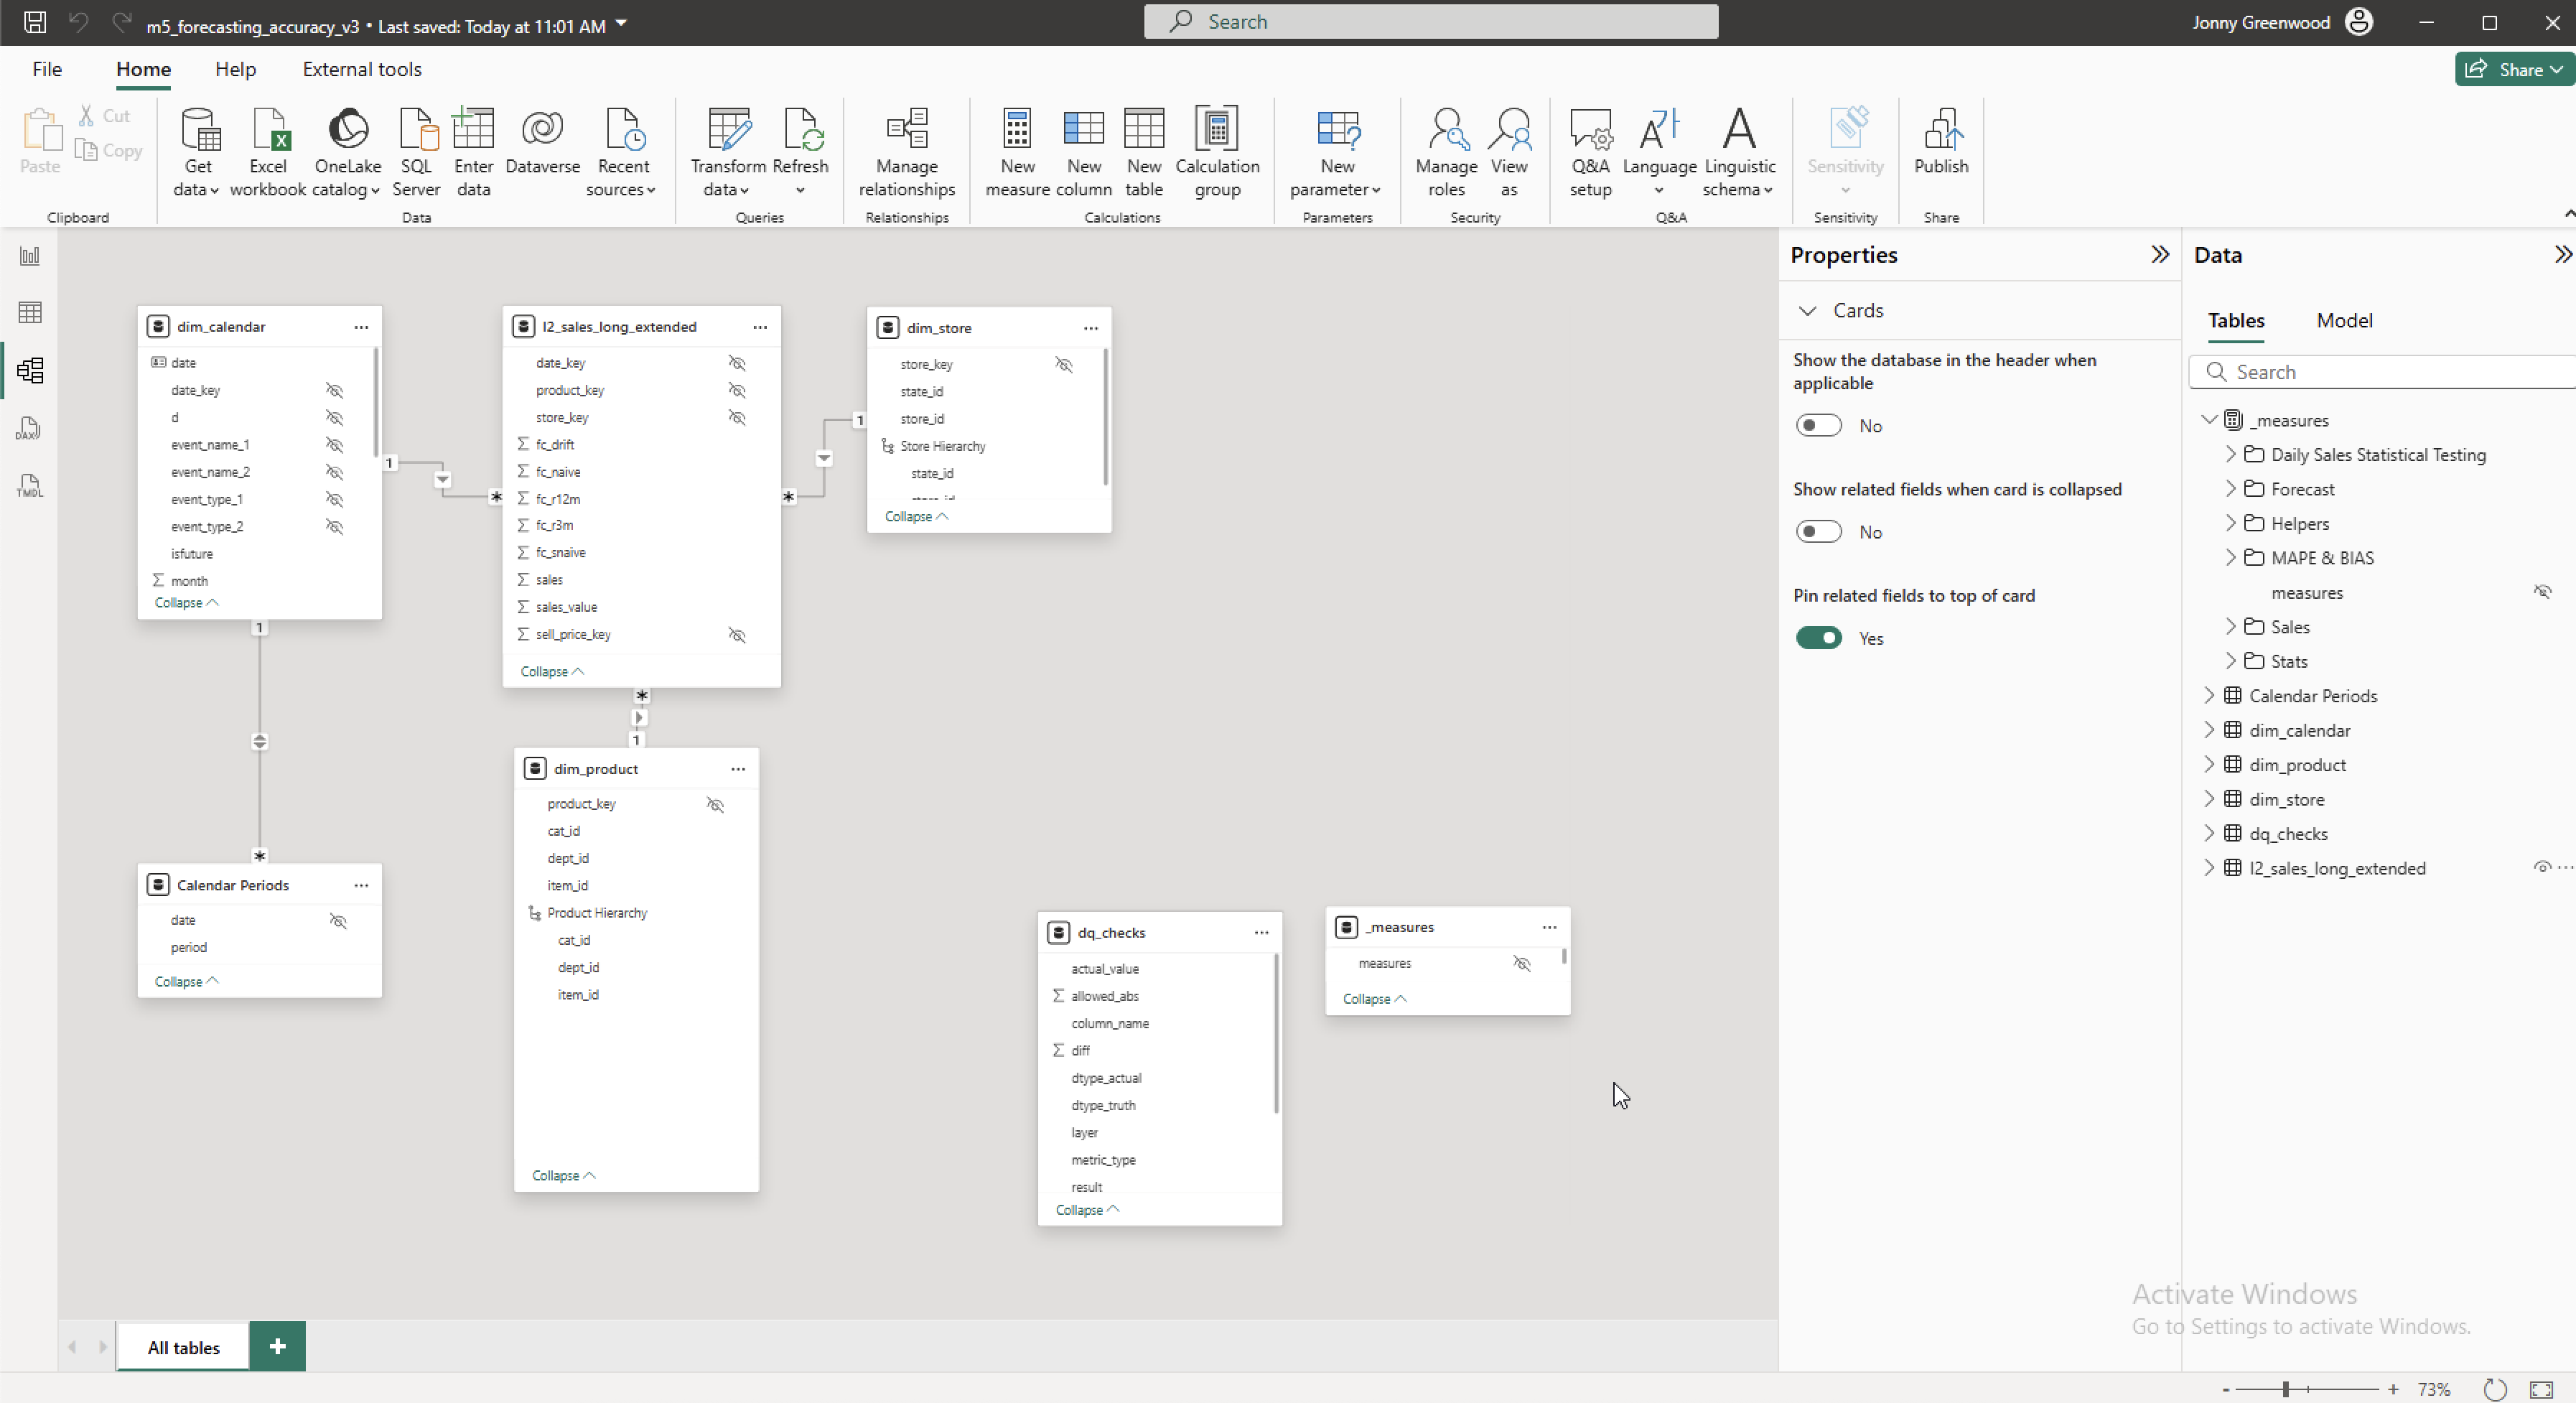 m5_forecasting_accuracy_v3 • Last saved: Today at 11:01 AM
Search
Jonny Greenwood
File
Home
Help
External tools
Share
Paste
Cut
Copy
Clipboard
Get data
Excel workbook
OneLake catalog
SQL Server
Enter data
Dataverse
Recent sources
Data
Transform data
Refresh
Queries
Manage relationships
Relationships
New measure
New column
New table
Calculation group
Calculations
New parameter
Parameters
Manage roles
View as
Security
Q&A setup
Language
Linguistic schema
Q&A
Sensitivity
Sensitivity
Publish
Share
DAX
TMDL
dim_calendar
date
date_key
d
event_name_1
event_name_2
event_type_1
event_type_2
isfuture
month
Collapse
1
*
1
*
Calendar Periods
date
period
Collapse
l2_sales_long_extended
date_key
product_key
store_key
fc_drift
fc_naive
fc_r12m
fc_r3m
fc_snaive
sales
sales_value
sell_price_key
Collapse
*
1
*
1
dim_store
store_key
state_id
store_id
Store Hierarchy
state_id
store_id
Collapse
dim_product
product_key
cat_id
dept_id
item_id
Product Hierarchy
cat_id
dept_id
item_id
Collapse
dq_checks
actual_value
allowed_abs
column_name
diff
dtype_actual
dtype_truth
layer
metric_type
result
Collapse
_measures
measures
Collapse
All tables
+
Properties
Cards
Show the database in the header when
applicable
No
Show related fields when card is collapsed
No
Pin related fields to top of card
Yes
Data
Tables
Model
Search
_measures
Daily Sales Statistical Testing
Forecast
Helpers
MAPE & BIAS
measures
Sales
Stats
Calendar Periods
dim_calendar
dim_product
dim_store
dq_checks
l2_sales_long_extended
Activate Windows
Go to Settings to activate Windows.
- + 73%